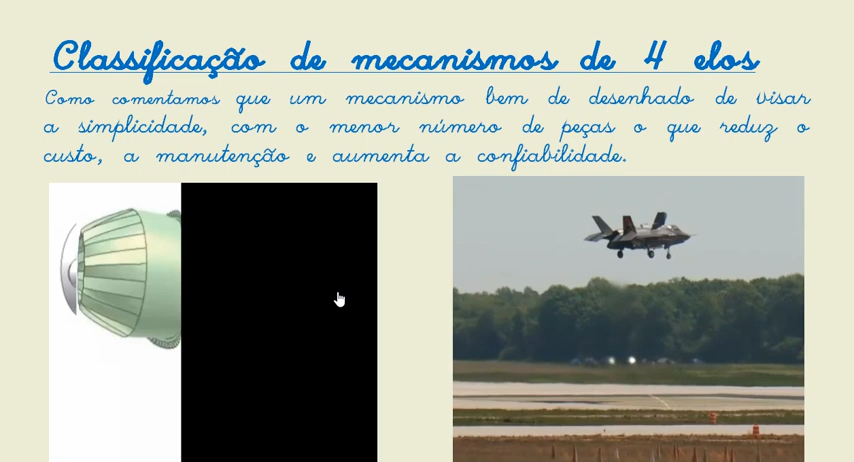 Classificação de mecanismos de 4 elos
Como comentamos que um mecanismo bem de desenhado de visar
a simplicidade, com o menor número de peças o que reduz o
custo, a manutenção e aumenta a confiabilidade.